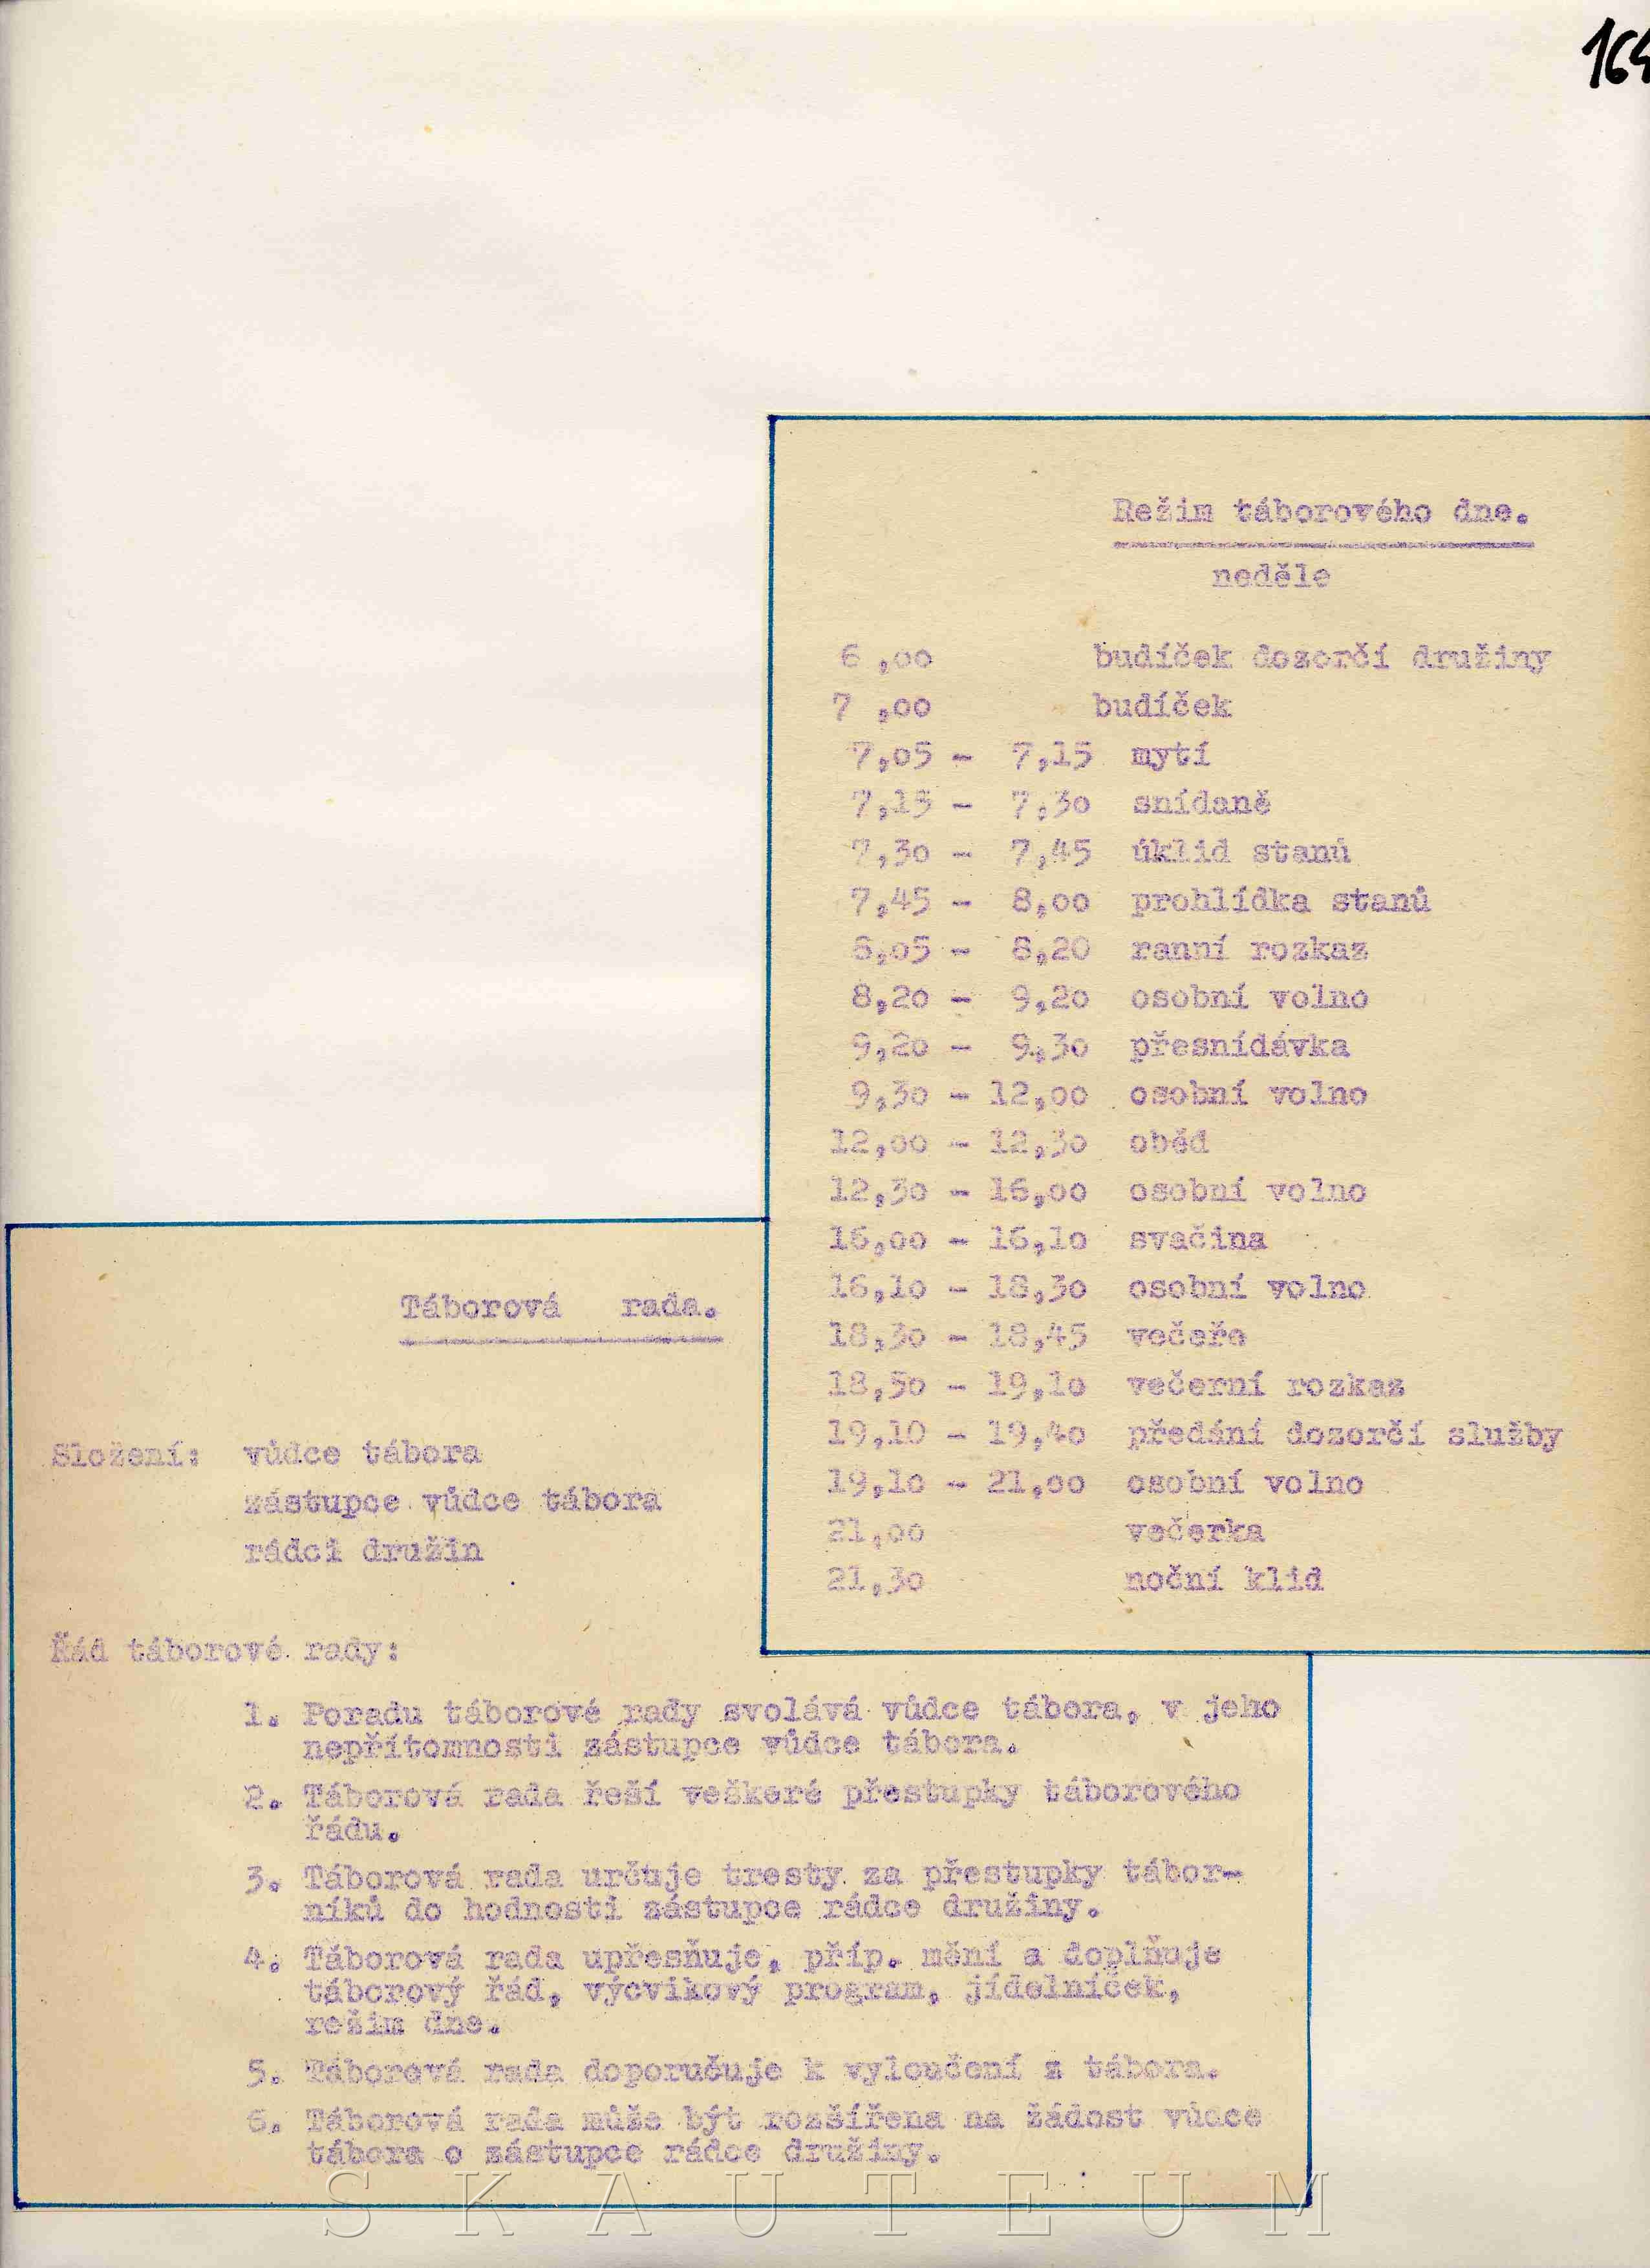 164
Režim táborového dne.
neděle
6 ,00 budíček dozorčí družiny
7 ,00 budíček
7,05 - 7,15 mytí
7,15 - 7,30 snídaně
7,30 - 7,45 úklid stanů
7,45 - 8,00 prohlídka stanů
8,05 - 8,20 ranní rozkaz
8,20 - 9,20 osobní volno
9,20 - 9,30 přesnídávka
9,30 - 12,00 osobní volno
12,00 - 12,30 oběd
12,30 - 16,00 osobní volno
16,00 - 16,10 svačina
16,10 - 18,30 osobní volno
18,30 - 18,45 večeře
18,50 - 19,10 večerní rozkaz
19,10 - 19,40 předání dozorčí služby
19,10 - 21,00 osobní volno
21,00 večerka
21,30 noční klid
Táborová rada.
Složení: vůdce tábora
zástupce vůdce tábora
rádci družin
Řád táborové rady:
1. Poradu táborové rady svolává vůdce tábora, v jeho
nepřítomnosti zástupce vůdce tábora.
2. Táborová rada řeší veškeré přestupky táborového
řádu.
3. Táborová rada určuje tresty za přestupky tábor-
níků do hodnosti zástupce rádce družiny.
4. Táborová rada upřesňuje, příp. mění a doplňuje
táborový řád, výcvikový program, jídelníček,
režim dne.
5. Táborová rada doporučuje k vyloučení z tábora.
6. Táborová rada může být rozšířena na žádost vůdce
tábora o zástupce rádce družiny.
SKAUTEUM